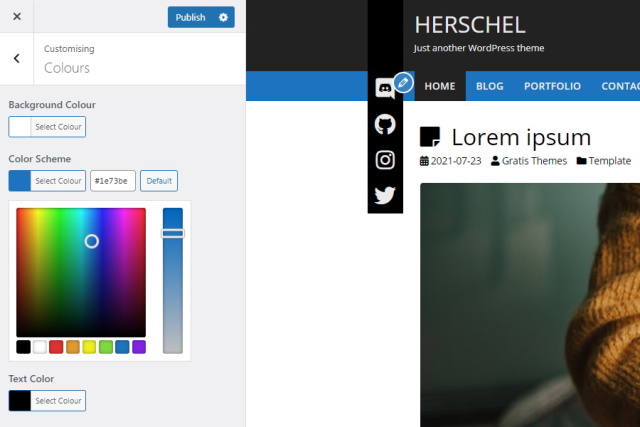 Publish
Customising
Colours
Background Colour
Select Colour
Color Scheme
Select Colour
#1e73be
Default
Text Color
Select Colour
HERSCHEL
Just another WordPress theme
HOME
BLOG
PORTFOLIO
CONTAC
Lorem ipsum
2021-07-23
Gratis Themes
Template